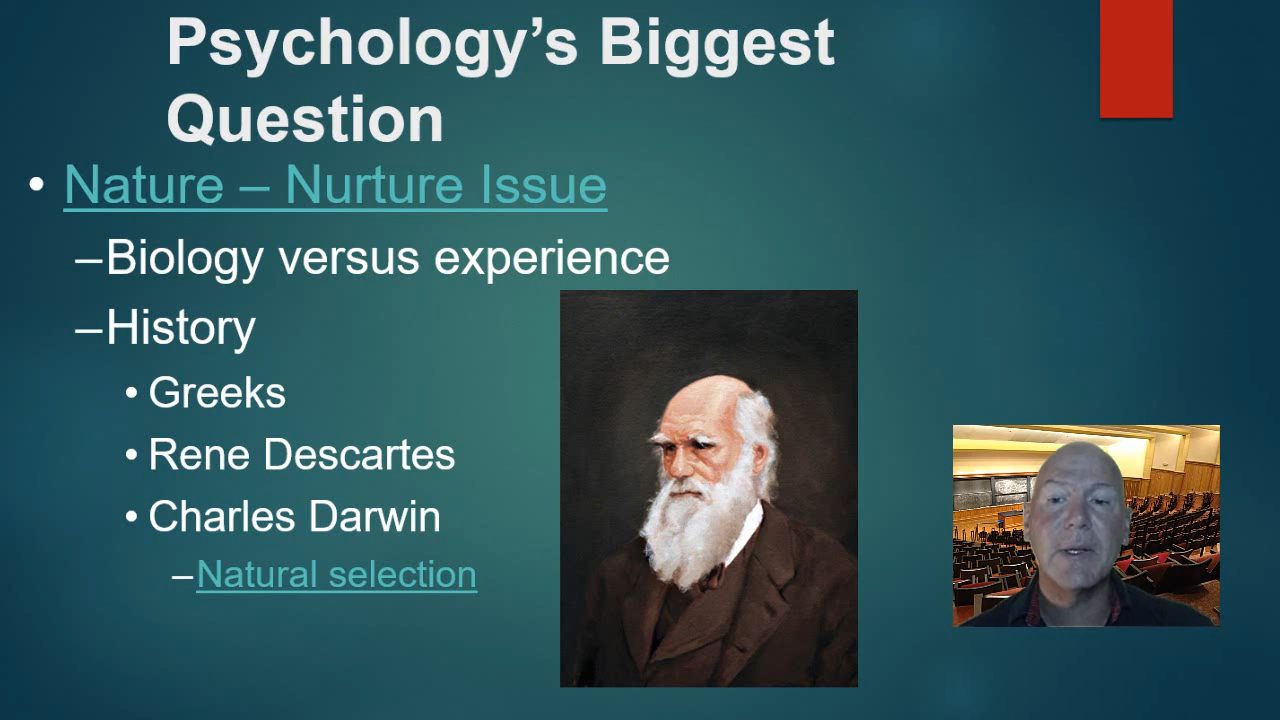 Psychology’s Biggest
Question
• Nature – Nurture Issue
–Biology versus experience
–History
• Greeks
• Rene Descartes
• Charles Darwin
–Natural selection